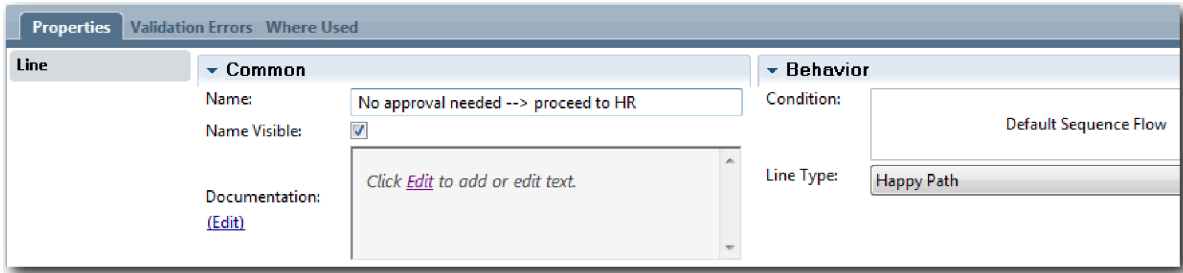 Properties Validation Errors Where Used
Line
Common
Name: No approval needed --> proceed to HR
Name Visible:
Documentation:
(Edit)
Click Edit to add or edit text.
Behavior
Condition: Default Sequence Flow
Line Type: Happy Path